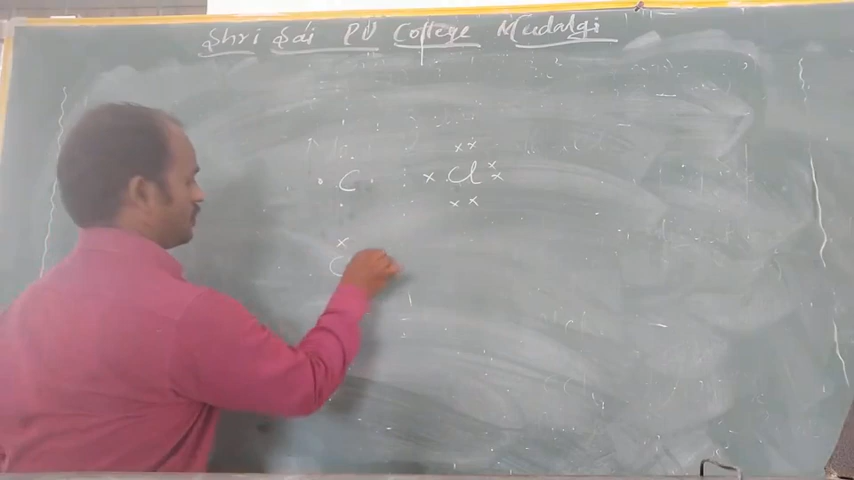 Shri Sai PU College Mudalgi
x x
· C · x Cl x x
x x
x
C